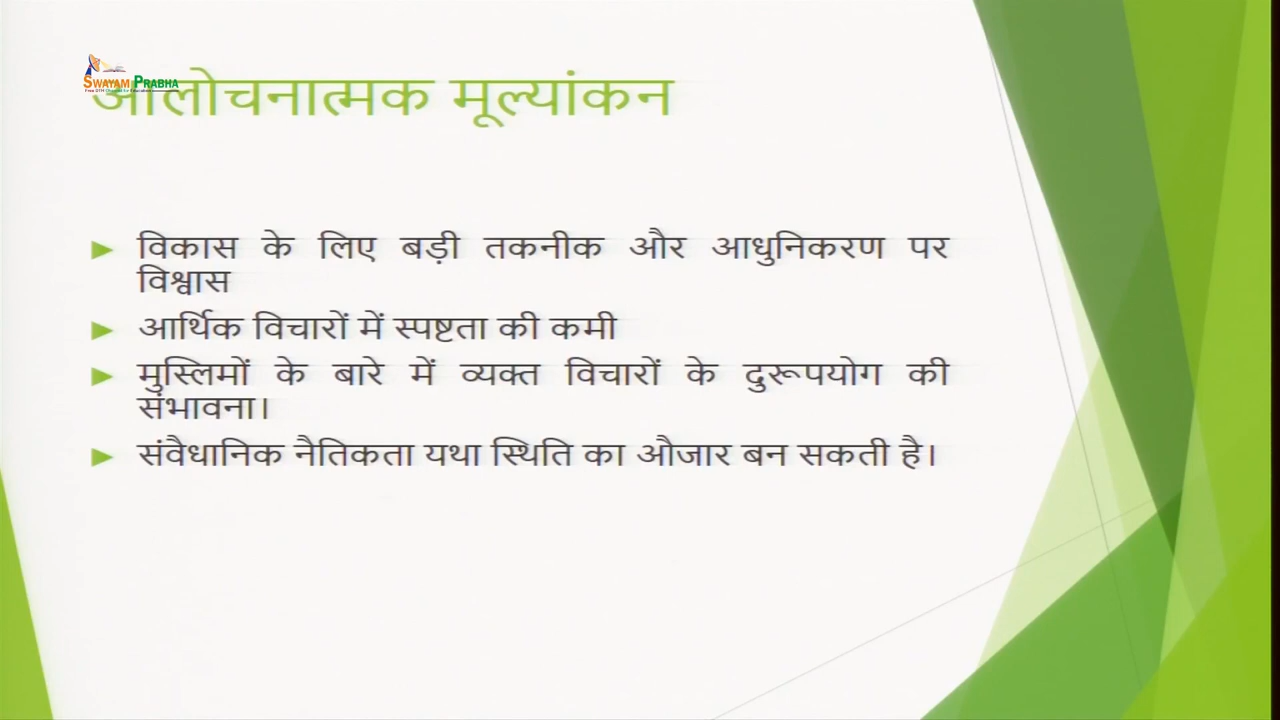 SWAYAM PRABHA
आलोचनात्मक मूल्यांकन
विकास के लिए बड़ी तकनीक और आधुनिकरण पर
विश्वास
आर्थिक विचारों में स्पष्टता की कमी
मुस्लिमों के बारे में व्यक्त विचारों के दुरूपयोग की
संभावना।
संवैधानिक नैतिकता यथा स्थिति का औजार बन सकती है।